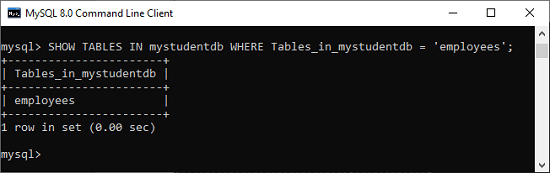 MySQL 8.0 Command Line Client
mysql> SHOW TABLES IN mystudentdb WHERE Tables_in_mystudentdb = 'employees';
+-----------------------+
| Tables_in_mystudentdb |
+-----------------------+
| employees             |
+-----------------------+
1 row in set (0.00 sec)
mysql>